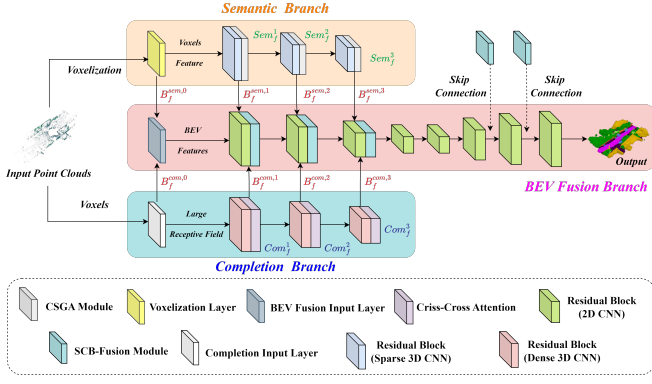 Semantic Branch
Voxels
Feature
Sem_f^1
Sem_f^2
Sem_f^3
Voxelization
B_f^{sem,0}
B_f^{sem,1}
B_f^{sem,2}
B_f^{sem,3}
Skip
Connection
Skip
Connection
BEV
Features
Input Point Clouds
Output
B_f^{com,0}
B_f^{com,1}
B_f^{com,2}
B_f^{com,3}
BEV Fusion Branch
Voxels
Large
Receptive Field
Com_f^1
Com_f^2
Com_f^3
Completion Branch
CSGA Module
Voxelization Layer
BEV Fusion Input Layer
Criss-Cross Attention
Residual Block
(2D CNN)
SCB-Fusion Module
Completion Input Layer
Residual Block
(Sparse 3D CNN)
Residual Block
(Dense 3D CNN)